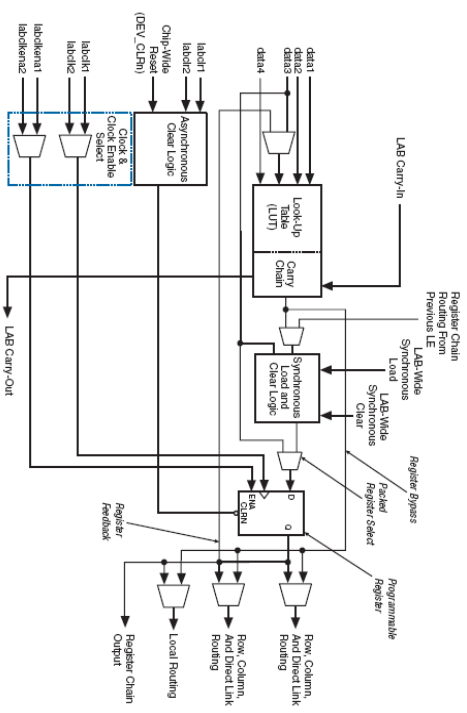 LAB Carry-In
Register Chain
Routing From
Previous LE
LAB-Wide
Synchronous
Load
LAB-Wide
Synchronous
Clear
Register Bypass
Packed
Register Select
Programmable
Register
data1
data2
data3
data4
Look-Up
Table
(LUT)
Carry
Chain
Synchronous
Load and
Clear Logic
D
Q
ENA
CLRN
Row, Column,
And Direct Link
Routing
Row, Column,
And Direct Link
Routing
Local Routing
Register Chain
Output
Register
Feedback
labclr1
labclr2
Chip-Wide
Reset
(DEV_CLRn)
Asynchronous
Clear Logic
Clock &
Clock Enable
Select
labclk1
labclk2
labclkena1
labclkena2
LAB Carry-Out